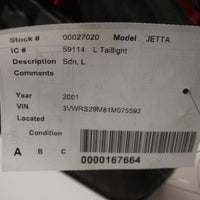 Stock # 00027020 Model JETTA
IC # 59114 L Taillight
Description Sdn, L.
Comments
Year 2001
VIN 3VWRS29M81M075592
Located
Condition
A B C
0000167664